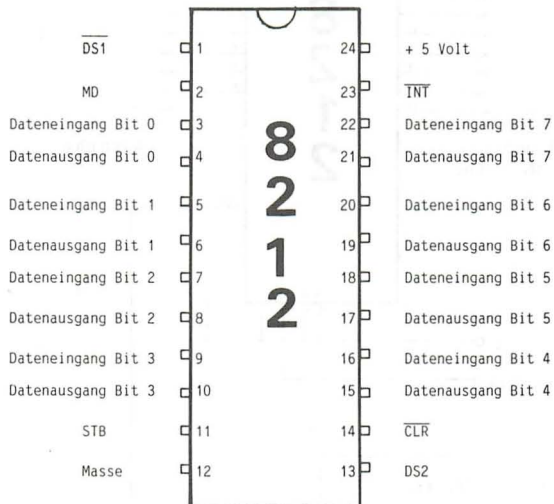 D̅S̅1̅ 1 24 + 5 Volt
MD 2 23 I̅N̅T̅
Dateneingang Bit 0 3 22 Dateneingang Bit 7
Datenausgang Bit 0 4 21 Datenausgang Bit 7
Dateneingang Bit 1 5 20 Dateneingang Bit 6
Datenausgang Bit 1 6 19 Datenausgang Bit 6
Dateneingang Bit 2 7 18 Dateneingang Bit 5
Datenausgang Bit 2 8 17 Datenausgang Bit 5
Dateneingang Bit 3 9 16 Dateneingang Bit 4
Datenausgang Bit 3 10 15 Datenausgang Bit 4
STB 11 14 C̅L̅R̅
Masse 12 13 DS2
8212